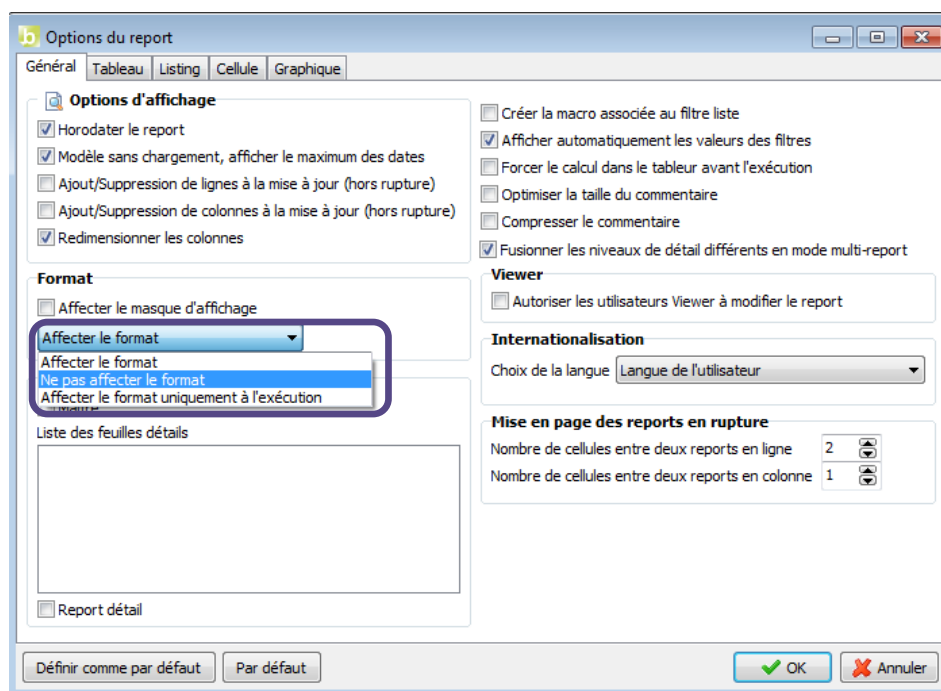 Options du report
Général Tableau Listing Cellule Graphique
Options d'affichage
Horodater le report
Modèle sans chargement, afficher le maximum des dates
Ajout/Suppression de lignes à la mise à jour (hors rupture)
Ajout/Suppression de colonnes à la mise à jour (hors rupture)
Redimensionner les colonnes
Format
Affecter le masque d'affichage
Affecter le format
Affecter le format
Ne pas affecter le format
Affecter le format uniquement à l'exécution
Liste des feuilles détails
Report détail
Créer la macro associée au filtre liste
Afficher automatiquement les valeurs des filtres
Forcer le calcul dans le tableur avant l'exécution
Optimiser la taille du commentaire
Compresser le commentaire
Fusionner les niveaux de détail différents en mode multi-report
Viewer
Autoriser les utilisateurs Viewer à modifier le report
Internationalisation
Choix de la langue Langue de l'utilisateur
Mise en page des reports en rupture
Nombre de cellules entre deux reports en ligne 2
Nombre de cellules entre deux reports en colonne 1
Définir comme par défaut Par défaut OK Annuler